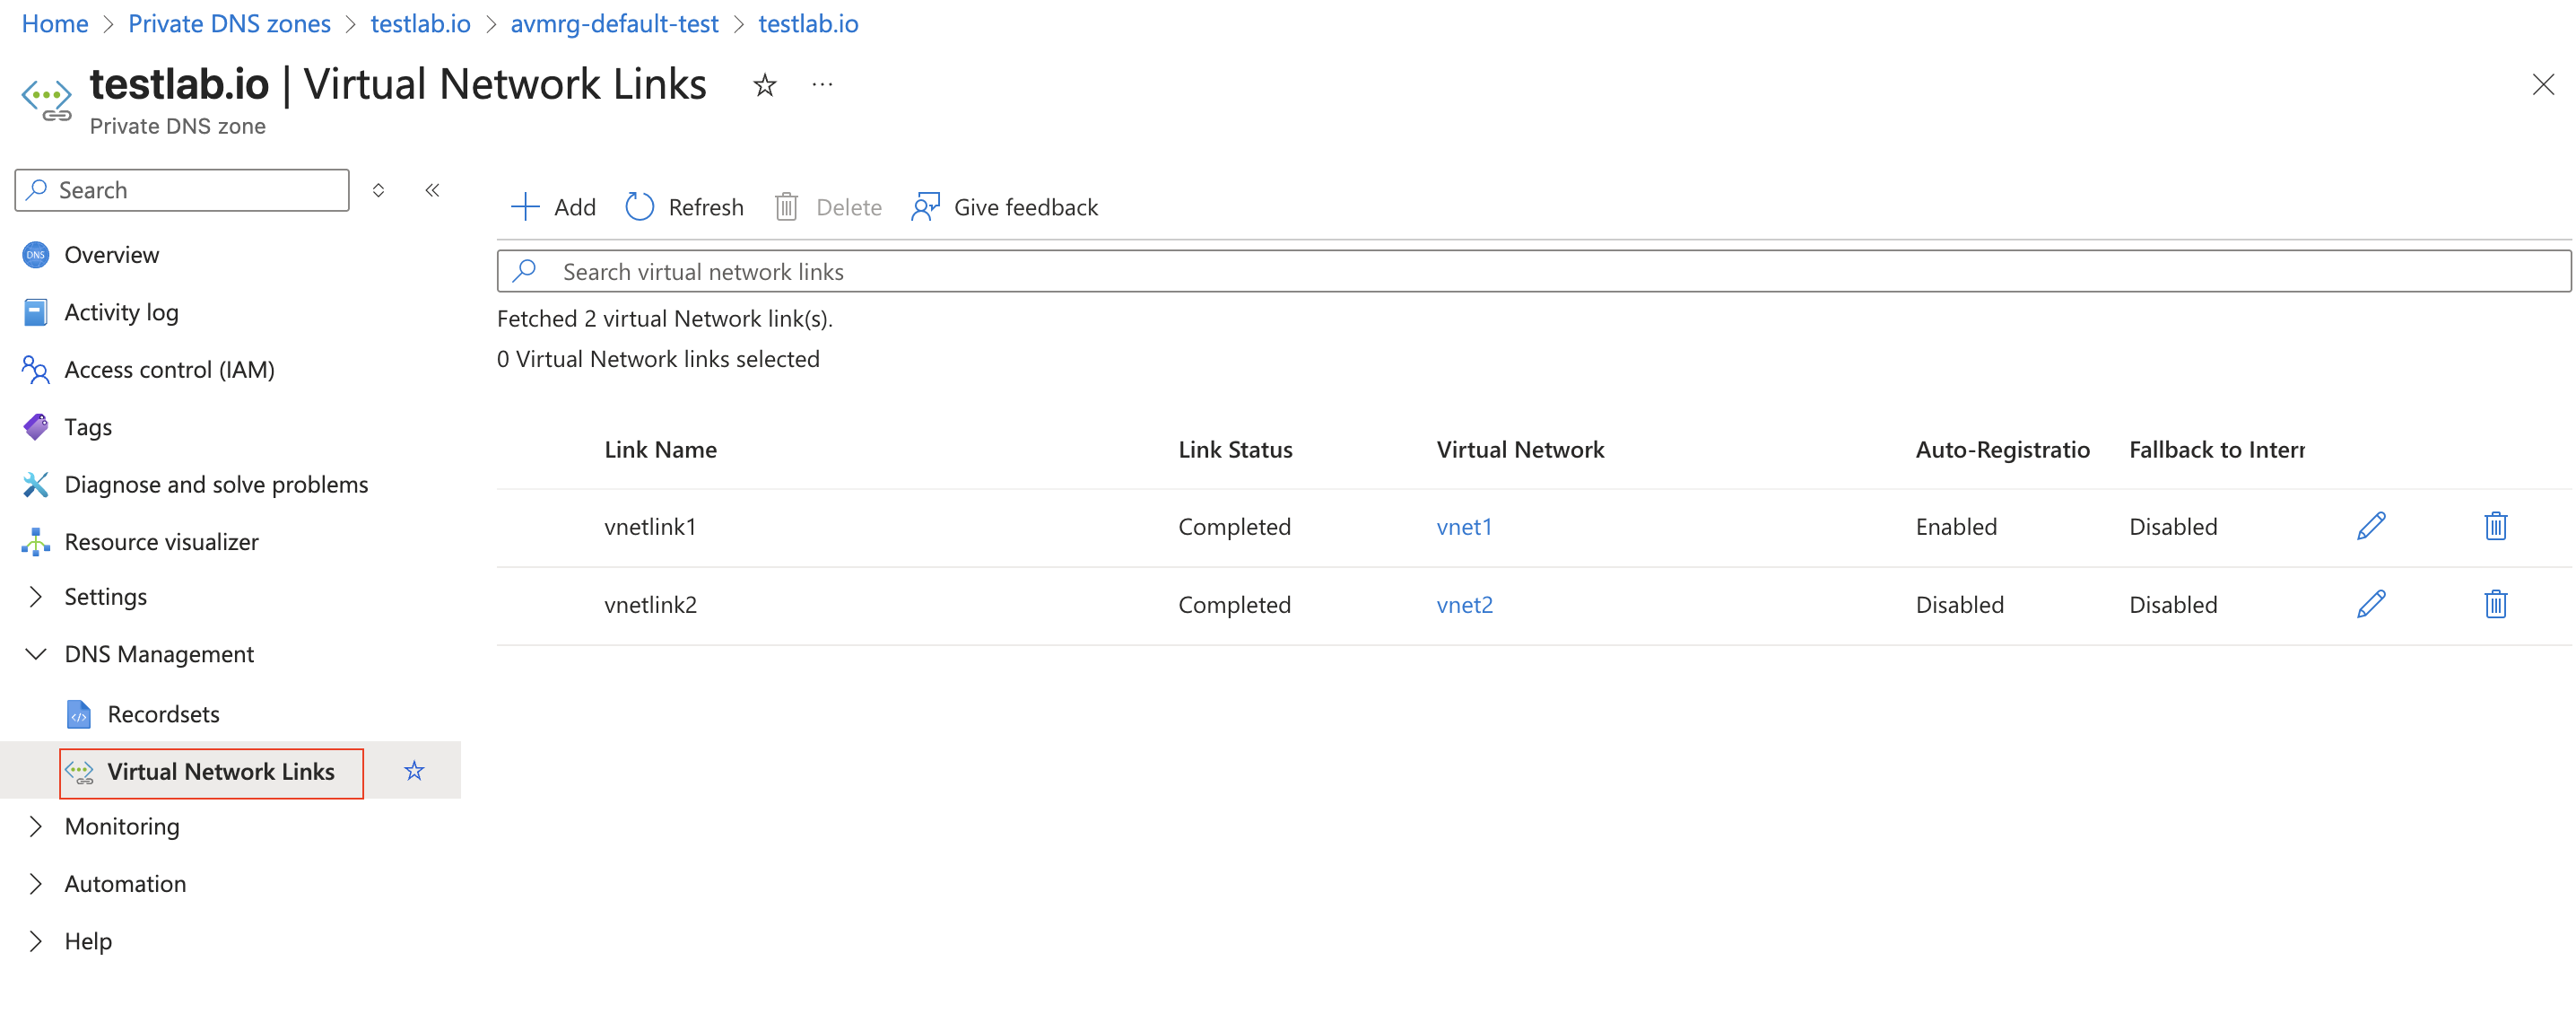 Home > Private DNS zones > testlab.io > avmrg-default-test > testlab.io
testlab.io | Virtual Network Links ☆ ···
Private DNS zone
Search
Overview
Activity log
Access control (IAM)
Tags
Diagnose and solve problems
Resource visualizer
Settings
DNS Management
Recordsets
Virtual Network Links
Monitoring
Automation
Help
Add Refresh Delete Give feedback
Search virtual network links
Fetched 2 virtual Network link(s).
0 Virtual Network links selected
Link Name Link Status Virtual Network Auto-Registratio Fallback to Interr
vnetlink1 Completed vnet1 Enabled Disabled
vnetlink2 Completed vnet2 Disabled Disabled